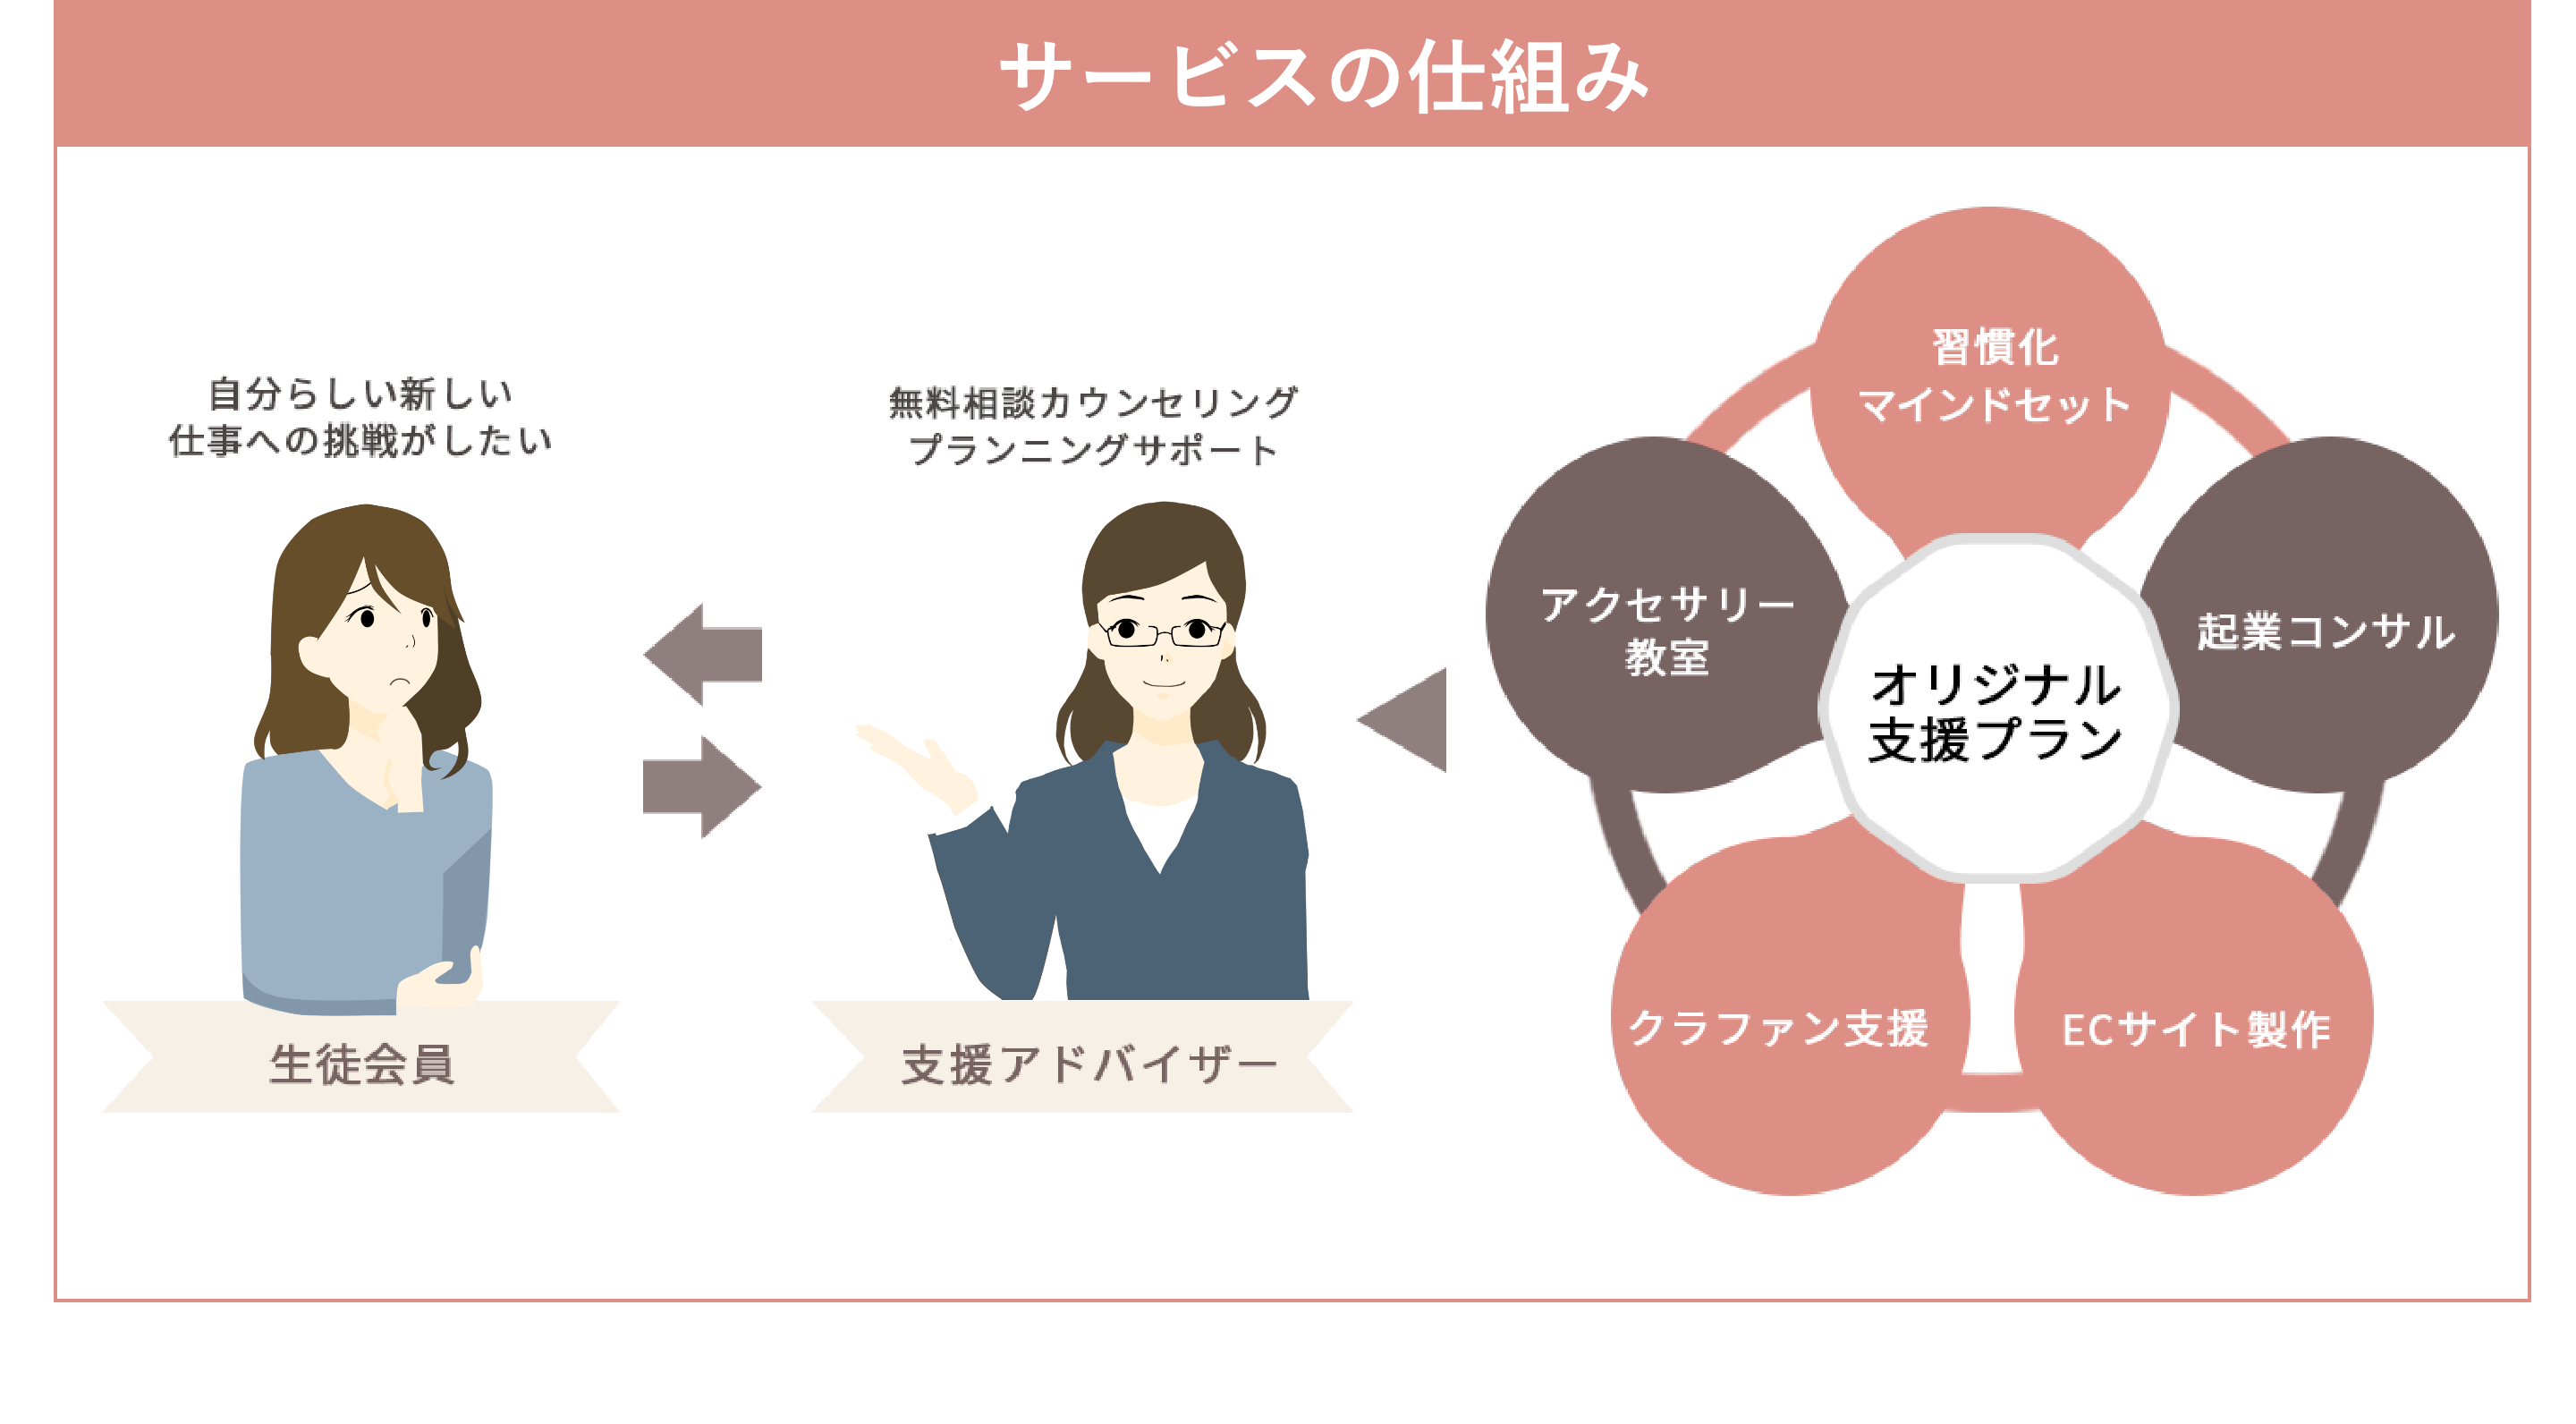 サービスの仕組み
自分らしい新しい
仕事への挑戦がしたい
生徒会員
無料相談カウンセリング
プランニングサポート
支援アドバイザー
習慣化
マインドセット
アクセサリー
教室
起業コンサル
オリジナル
支援プラン
クラファン支援
ECサイト製作